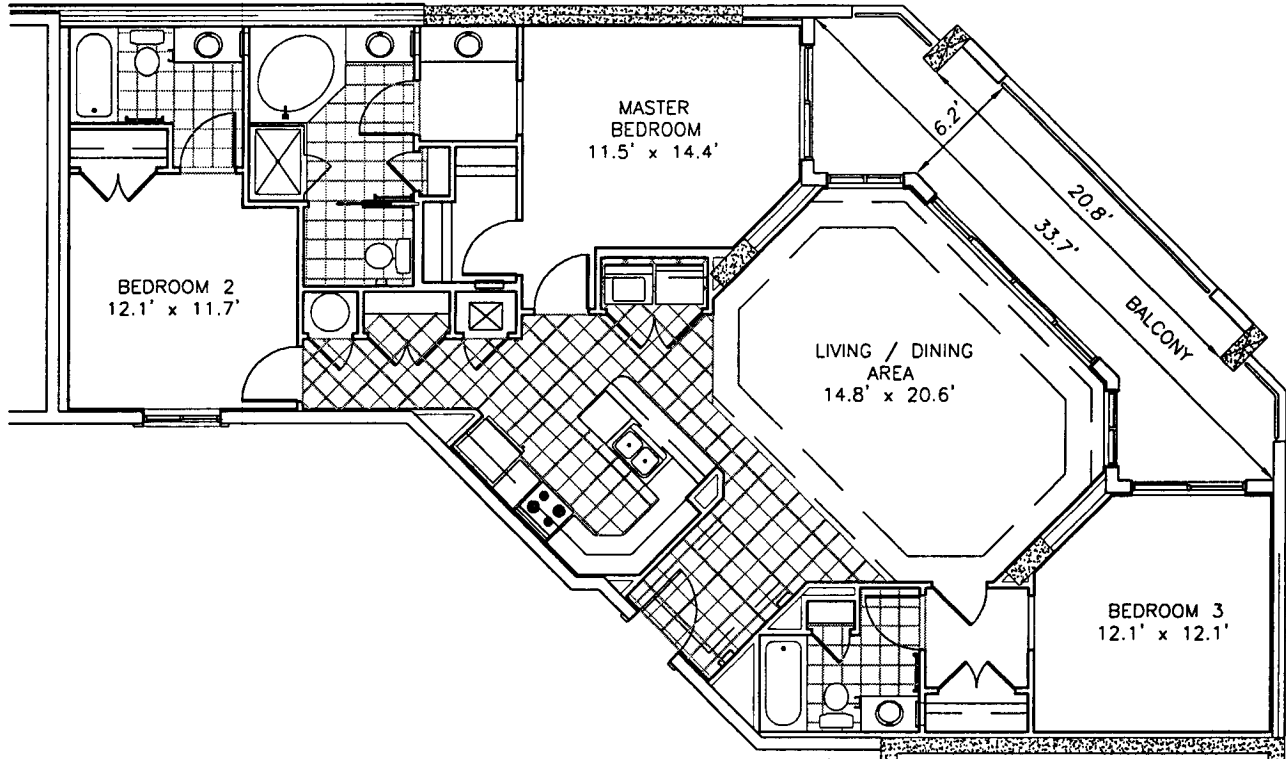 MASTER
BEDROOM
11.5' x 14.4'
6.2'
20.8'
33.7'
BALCONY
BEDROOM 2
12.1' x 11.7'
LIVING / DINING
AREA
14.8' x 20.6'
BEDROOM 3
12.1' x 12.1'